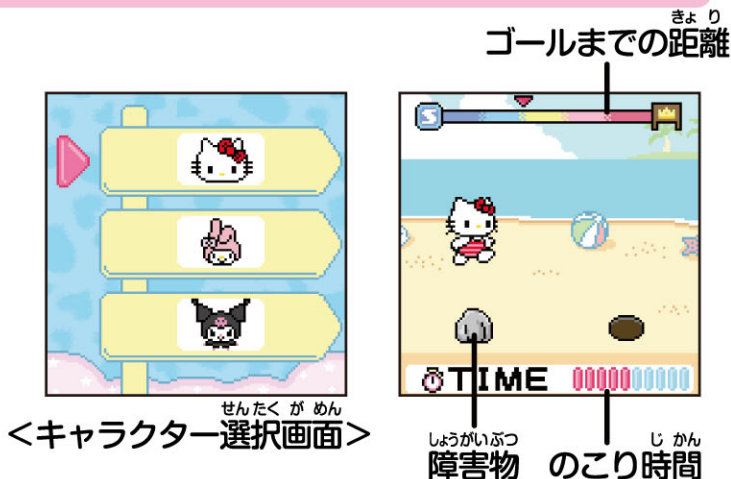 きょり
ゴールまでの距離
S
TIME
せんたくがめん
<キャラクター選択画面>
しょうがいぶつ
障害物
じかん
のこり時間